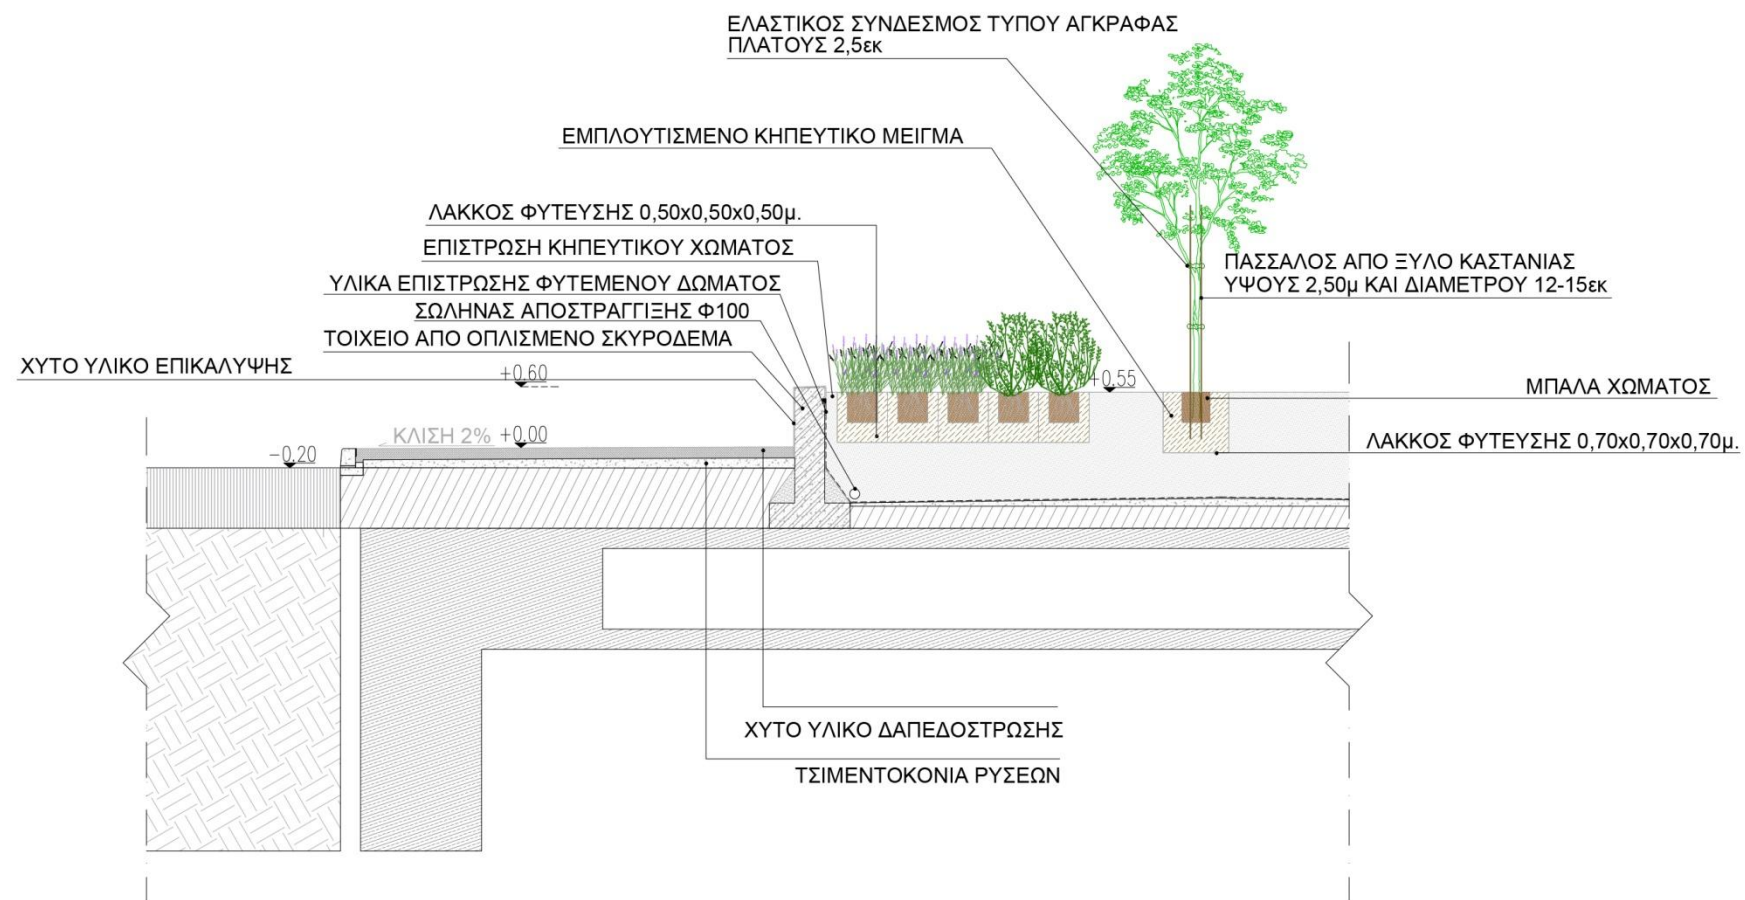 ΕΛΑΣΤΙΚΟΣ ΣΥΝΔΕΣΜΟΣ ΤΥΠΟΥ ΑΓΚΡΑΦΑΣ
ΠΛΑΤΟΥΣ 2,5εκ
ΕΜΠΛΟΥΤΙΣΜΕΝΟ ΚΗΠΕΥΤΙΚΟ ΜΕΙΓΜΑ
ΛΑΚΚΟΣ ΦΥΤΕΥΣΗΣ 0,50x0,50x0,50μ.
ΕΠΙΣΤΡΩΣΗ ΚΗΠΕΥΤΙΚΟΥ ΧΩΜΑΤΟΣ
ΥΛΙΚΑ ΕΠΙΣΤΡΩΣΗΣ ΦΥΤΕΜΕΝΟΥ ΔΩΜΑΤΟΣ
ΣΩΛΗΝΑΣ ΑΠΟΣΤΡΑΓΓΙΞΗΣ Φ100
ΤΟΙΧΕΙΟ ΑΠΟ ΟΠΛΙΣΜΕΝΟ ΣΚΥΡΟΔΕΜΑ
ΧΥΤΟ ΥΛΙΚΟ ΕΠΙΚΑΛΥΨΗΣ
ΠΑΣΣΑΛΟΣ ΑΠΟ ΞΥΛΟ ΚΑΣΤΑΝΙΑΣ
ΥΨΟΥΣ 2,50μ ΚΑΙ ΔΙΑΜΕΤΡΟΥ 12-15εκ
+0,60
+0,55
ΜΠΑΛΑ ΧΩΜΑΤΟΣ
ΚΛΙΣΗ 2%
+0,00
ΛΑΚΚΟΣ ΦΥΤΕΥΣΗΣ 0,70x0,70x0,70μ.
-0,20
ΧΥΤΟ ΥΛΙΚΟ ΔΑΠΕΔΟΣΤΡΩΣΗΣ
ΤΣΙΜΕΝΤΟΚΟΝΙΑ ΡΥΣΕΩΝ